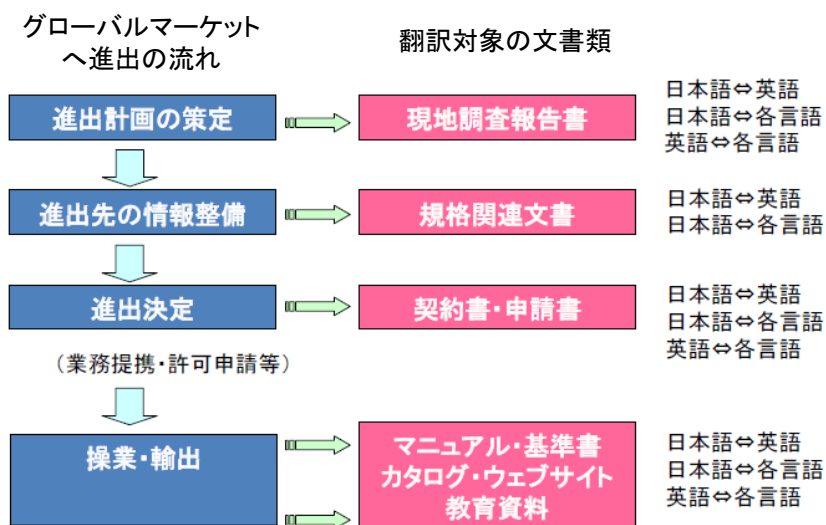 グローバルマーケット
へ進出の流れ
翻訳対象の文書類
進出計画の策定
現地調査報告書
日本語⇔英語
日本語⇔各言語
英語⇔各言語
進出先の情報整備
規格関連文書
日本語⇔英語
日本語⇔各言語
進出決定
契約書・申請書
日本語⇔英語
日本語⇔各言語
英語⇔各言語
（業務提携・許可申請等）
操業・輸出
マニュアル・基準書
カタログ・ウェブサイト
教育資料
日本語⇔英語
日本語⇔各言語
英語⇔各言語